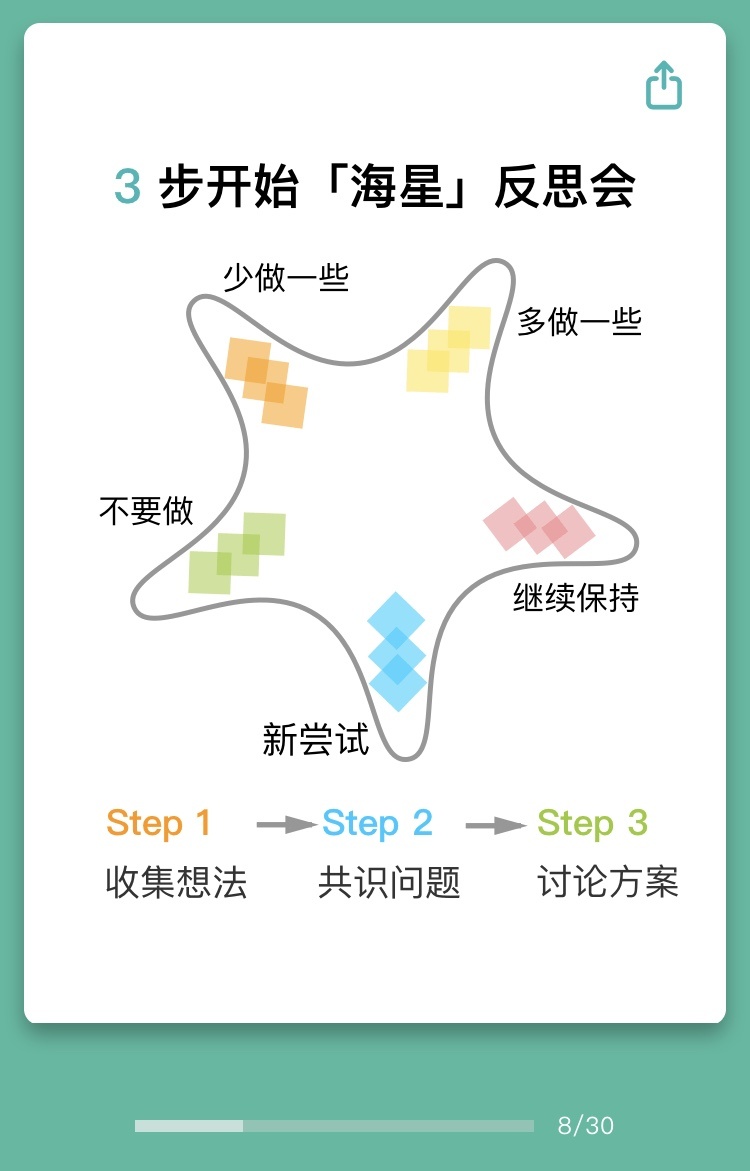 3 步开始「海星」反思会
少做一些
多做一些
不要做
继续保持
新尝试
Step 1 Step 2 Step 3
收集想法 共识问题 讨论方案
8/30